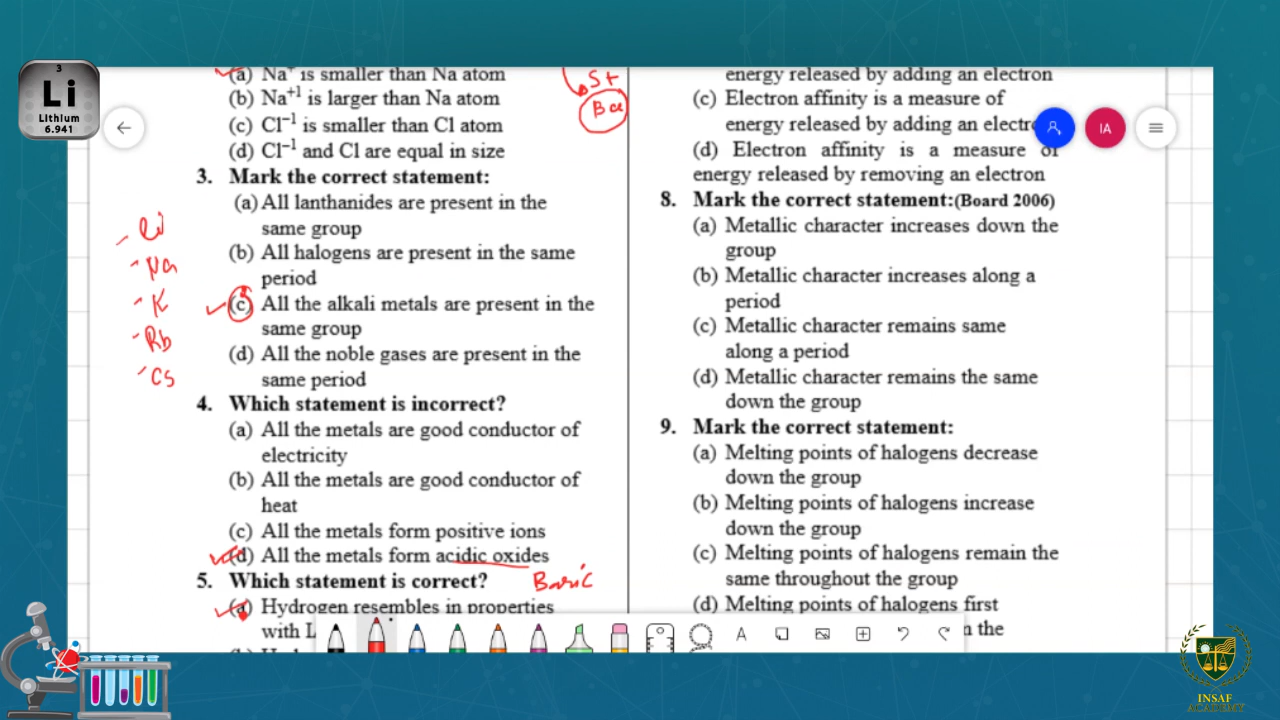 3
Li
Lithium
6.941
(a) Na⁺ is smaller than Na atom
(b) Na⁺¹ is larger than Na atom
(c) Cl⁻¹ is smaller than Cl atom
(d) Cl⁻¹ and Cl are equal in size
3. Mark the correct statement:
(a) All lanthanides are present in the
same group
(b) All halogens are present in the same
period
(c) All the alkali metals are present in the
same group
(d) All the noble gases are present in the
same period
4. Which statement is incorrect?
(a) All the metals are good conductor of
electricity
(b) All the metals are good conductor of
heat
(c) All the metals form positive ions
(d) All the metals form acidic oxides
5. Which statement is correct?
Basic
(a) Hydrogen resembles in properties
with L
Li
Na
K
Rb
Cs
Ba
energy released by adding an electron
(c) Electron affinity is a measure of
energy released by adding an electr
(d) Electron affinity is a measure of
energy released by removing an electron
8. Mark the correct statement:(Board 2006)
(a) Metallic character increases down the
group
(b) Metallic character increases along a
period
(c) Metallic character remains same
along a period
(d) Metallic character remains the same
down the group
9. Mark the correct statement:
(a) Melting points of halogens decrease
down the group
(b) Melting points of halogens increase
down the group
(c) Melting points of halogens remain the
same throughout the group
(d) Melting points of halogens first
n the
IA
A
INSAF
ACADEMY